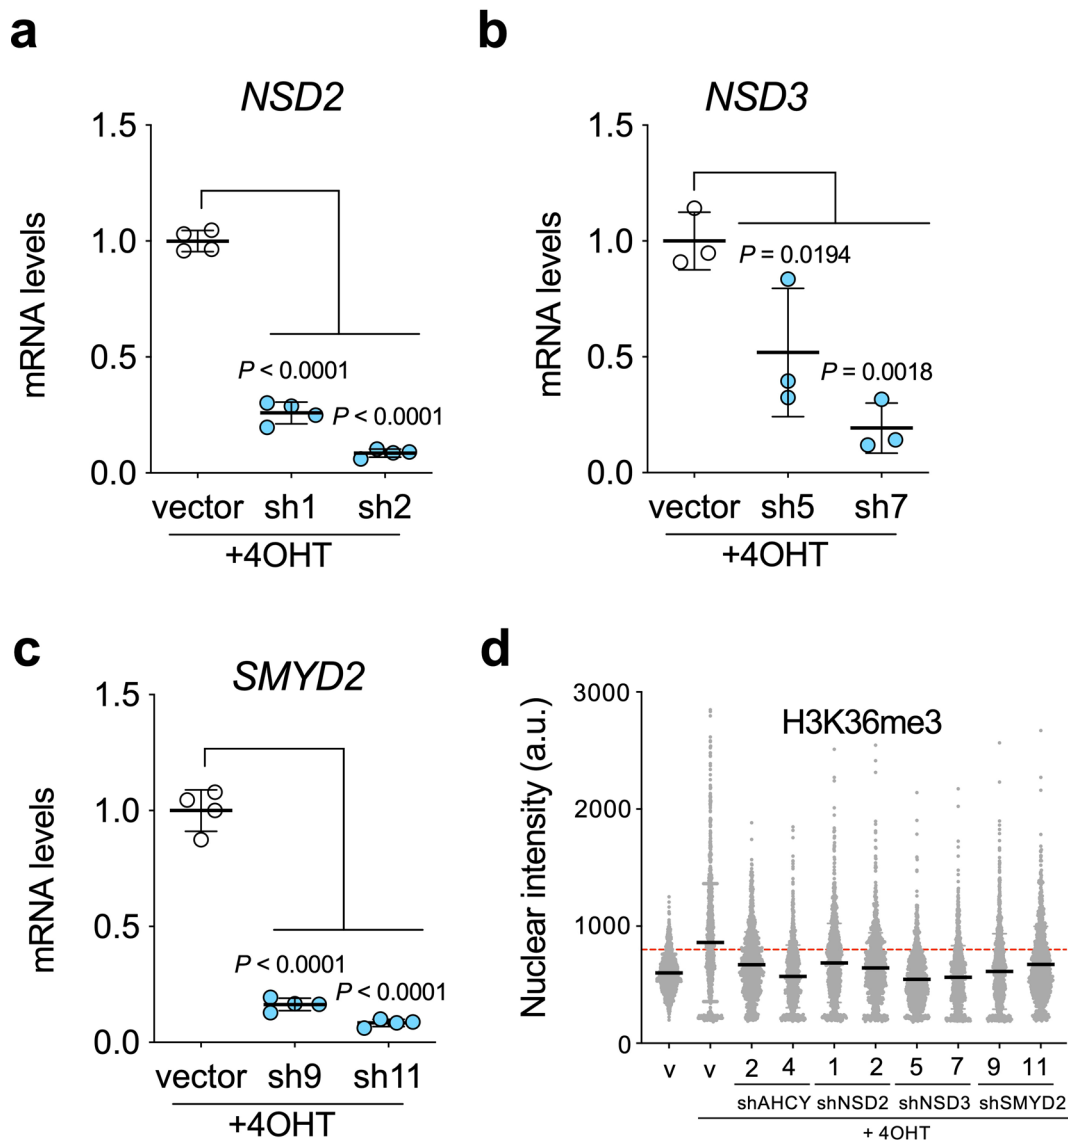 a
NSD2
mRNA levels
1.5
1.0
0.5
0.0
P < 0.0001
P < 0.0001
vector sh1 sh2
+4OHT
b
NSD3
mRNA levels
1.5
1.0
0.5
0.0
P = 0.0194
P = 0.0018
vector sh5 sh7
+4OHT
c
SMYD2
mRNA levels
1.5
1.0
0.5
0.0
P < 0.0001
P < 0.0001
vector sh9 sh11
+4OHT
d
H3K36me3
Nuclear intensity (a.u.)
3000
2000
1000
0
v v 2 4 1 2 5 7 9 11
shAHCY shNSD2 shNSD3 shSMYD2
+ 4OHT